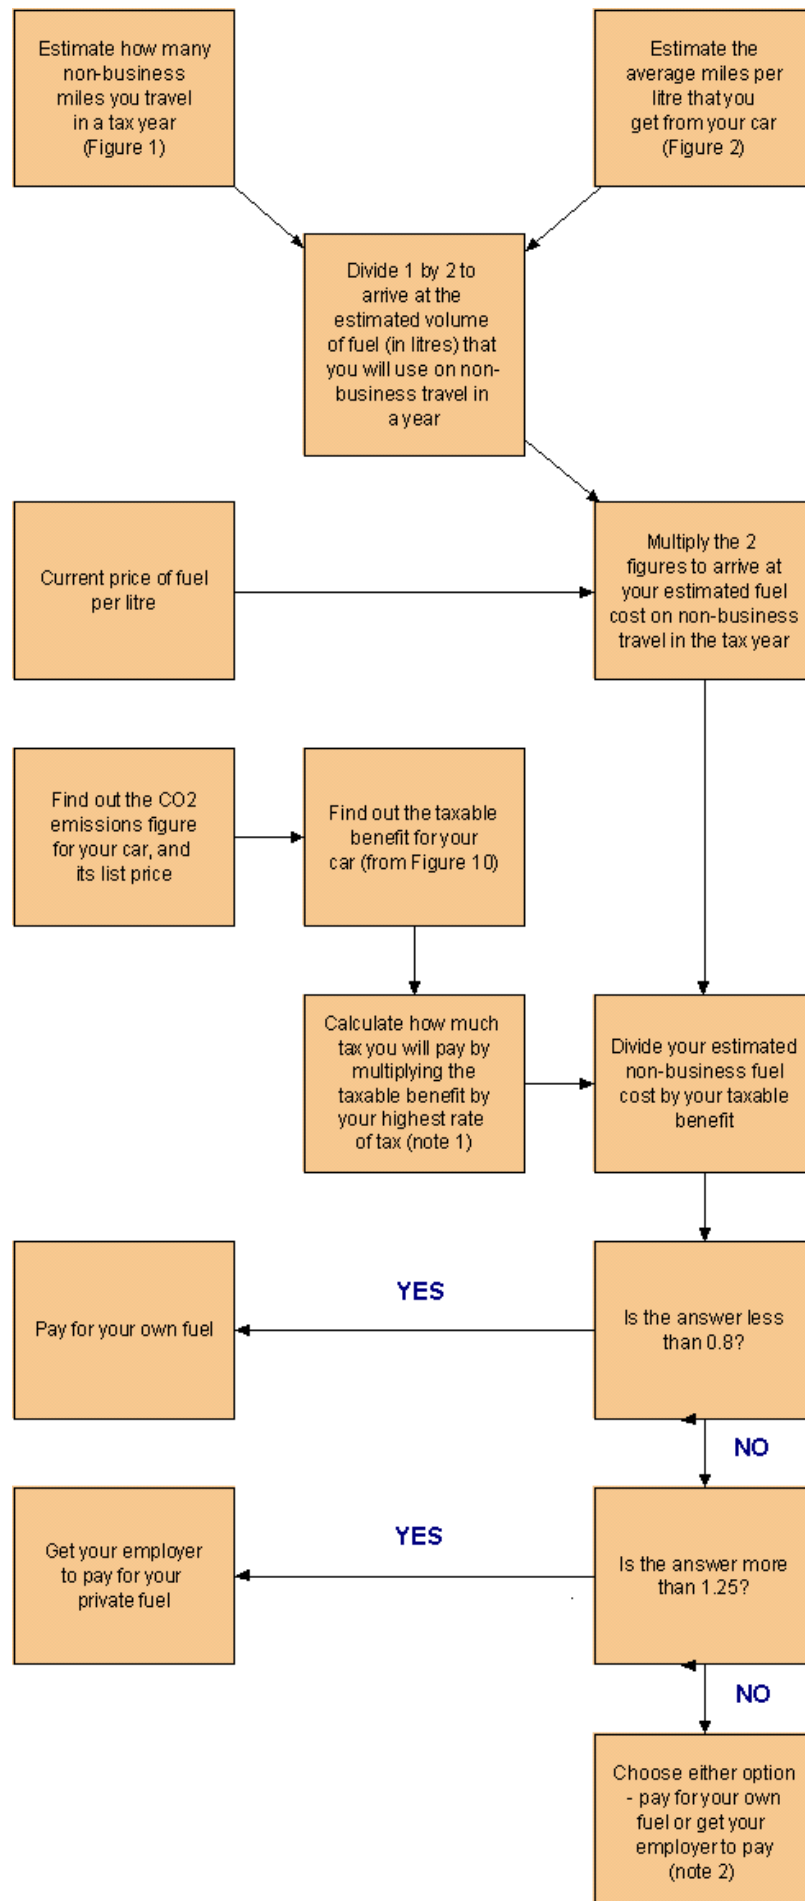 Estimate how many
non-business
miles you travel
in a tax year
(Figure 1)
Estimate the
average miles per
litre that you
get from your car
(Figure 2)
Divide 1 by 2 to
arrive at the
estimated volume
of fuel (in litres) that
you will use on non-
business travel in
a year
Current price of fuel
per litre
Multiply the 2
figures to arrive at
your estimated fuel
cost on non-business
travel in the tax year
Find out the CO2
emissions figure
for your car, and
its list price
Find out the taxable
benefit for your
car (from Figure 10)
Calculate how much
tax you will pay by
multiplying the
taxable benefit by
your highest rate
of tax (note 1)
Divide your estimated
non-business fuel
cost by your taxable
benefit
Pay for your own fuel
YES
Is the answer less
than 0.8?
NO
Get your employer
to pay for your
private fuel
YES
Is the answer more
than 1.25?
NO
Choose either option
- pay for your own
fuel or get your
employer to pay
(note 2)